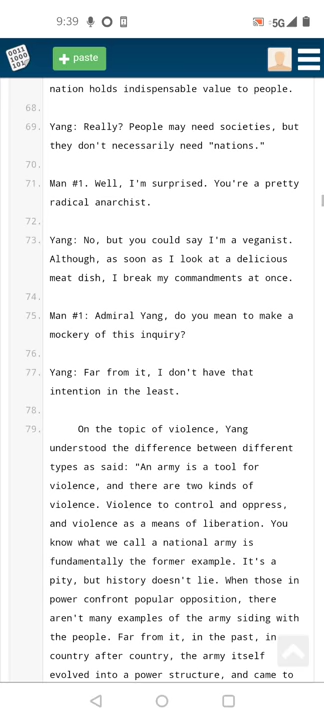 9:39
5G
0011
1000
101
+ paste
nation holds indispensable value to people.
68.
69. Yang: Really? People may need societies, but
they don't necessarily need "nations."
70.
71. Man #1. Well, I'm surprised. You're a pretty
radical anarchist.
72.
73. Yang: No, but you could say I'm a veganist.
Although, as soon as I look at a delicious
meat dish, I break my commandments at once.
74.
75. Man #1: Admiral Yang, do you mean to make a
mockery of this inquiry?
76.
77. Yang: Far from it, I don't have that
intention in the least.
78.
79. On the topic of violence, Yang
understood the difference between different
types as said: "An army is a tool for
violence, and there are two kinds of
violence. Violence to control and oppress,
and violence as a means of liberation. You
know what we call a national army is
fundamentally the former example. It's a
pity, but history doesn't lie. When those in
power confront popular opposition, there
aren't many examples of the army siding with
the people. Far from it, in the past, in
country after country, the army itself
evolved into a power structure, and came to